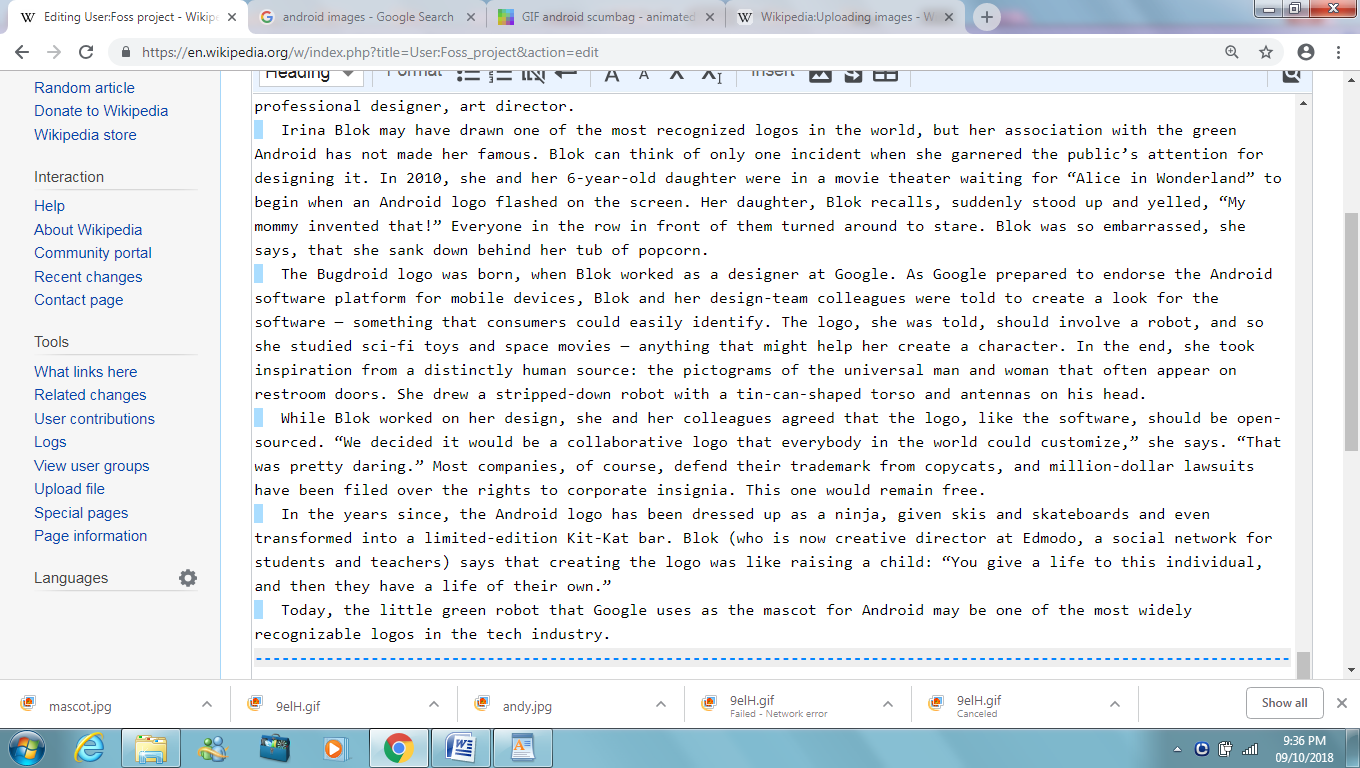 Editing User:Foss project - Wikipe
android images - Google Search
GIF android scumbag - animated
Wikipedia:Uploading images - W
https://en.wikipedia.org/w/index.php?title=User:Foss_project&action=edit
Random article
Donate to Wikipedia
Wikipedia store
Interaction
Help
About Wikipedia
Community portal
Recent changes
Contact page
Tools
What links here
Related changes
User contributions
Logs
View user groups
Upload file
Special pages
Page information
Languages
Heading Format Insert
professional designer, art director.
Irina Blok may have drawn one of the most recognized logos in the world, but her association with the green
Android has not made her famous. Blok can think of only one incident when she garnered the public’s attention for
designing it. In 2010, she and her 6-year-old daughter were in a movie theater waiting for “Alice in Wonderland” to
begin when an Android logo flashed on the screen. Her daughter, Blok recalls, suddenly stood up and yelled, “My
mommy invented that!” Everyone in the row in front of them turned around to stare. Blok was so embarrassed, she
says, that she sank down behind her tub of popcorn.
The Bugdroid logo was born, when Blok worked as a designer at Google. As Google prepared to endorse the Android
software platform for mobile devices, Blok and her design-team colleagues were told to create a look for the
software — something that consumers could easily identify. The logo, she was told, should involve a robot, and so
she studied sci-fi toys and space movies — anything that might help her create a character. In the end, she took
inspiration from a distinctly human source: the pictograms of the universal man and woman that often appear on
restroom doors. She drew a stripped-down robot with a tin-can-shaped torso and antennas on his head.
While Blok worked on her design, she and her colleagues agreed that the logo, like the software, should be open-
sourced. “We decided it would be a collaborative logo that everybody in the world could customize,” she says. “That
was pretty daring.” Most companies, of course, defend their trademark from copycats, and million-dollar lawsuits
have been filed over the rights to corporate insignia. This one would remain free.
In the years since, the Android logo has been dressed up as a ninja, given skis and skateboards and even
transformed into a limited-edition Kit-Kat bar. Blok (who is now creative director at Edmodo, a social network for
students and teachers) says that creating the logo was like raising a child: “You give a life to this individual,
and then they have a life of their own.”
Today, the little green robot that Google uses as the mascot for Android may be one of the most widely
recognizable logos in the tech industry.
----------------------------------------------------------------
mascot.jpg
9elH.gif
andy.jpg
9elH.gif
Failed - Network error
9elH.gif
Canceled
Show all
9:36 PM
09/10/2018